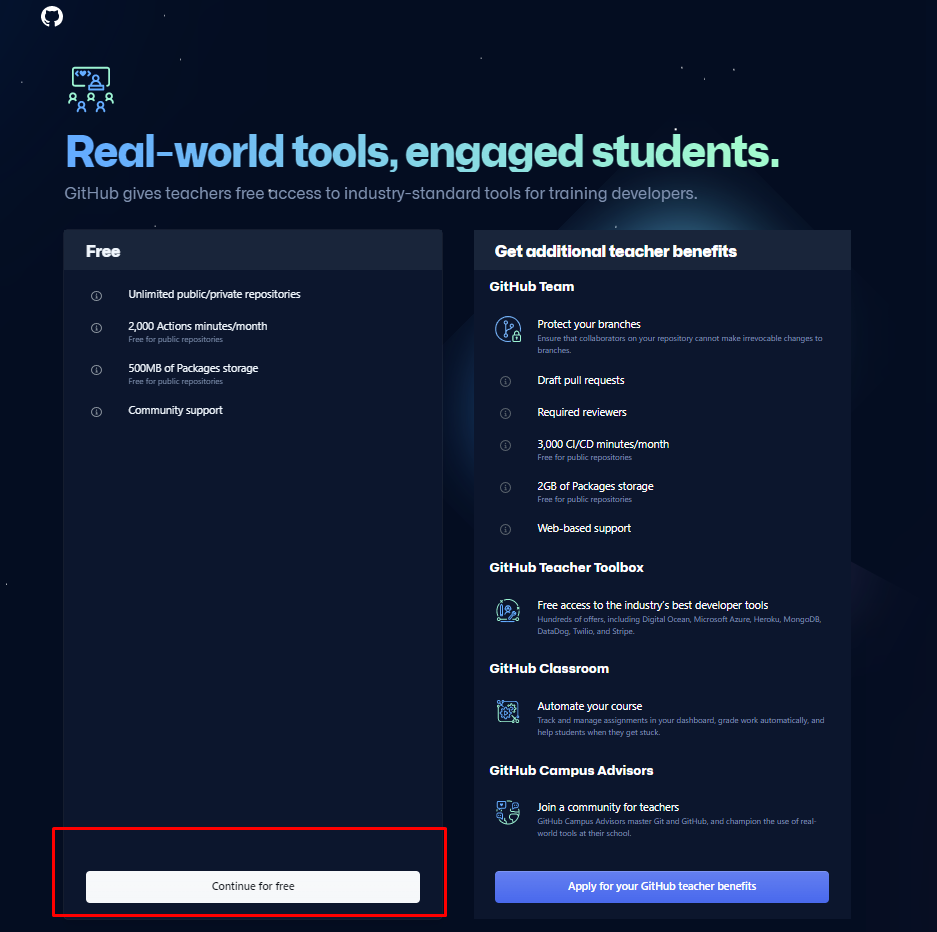 Real-world tools, engaged students.
GitHub gives teachers free access to industry-standard tools for training developers.
Free
Unlimited public/private repositories
2,000 Actions minutes/month
Free for public repositories
500MB of Packages storage
Free for public repositories
Community support
Continue for free
Get additional teacher benefits
GitHub Team
Protect your branches
Ensure that collaborators on your repository cannot make irrevocable changes to
branches.
Draft pull requests
Required reviewers
3,000 CI/CD minutes/month
Free for public repositories
2GB of Packages storage
Free for public repositories
Web-based support
GitHub Teacher Toolbox
Free access to the industry's best developer tools
Hundreds of offers, including Digital Ocean, Microsoft Azure, Heroku, MongoDB,
DataDog, Twilio, and Stripe.
GitHub Classroom
Automate your course
Track and manage assignments in your dashboard, grade work automatically, and
help students when they get stuck.
GitHub Campus Advisors
Join a community for teachers
GitHub Campus Advisors master Git and GitHub, and champion the use of real-
world tools at their school.
Apply for your GitHub teacher benefits